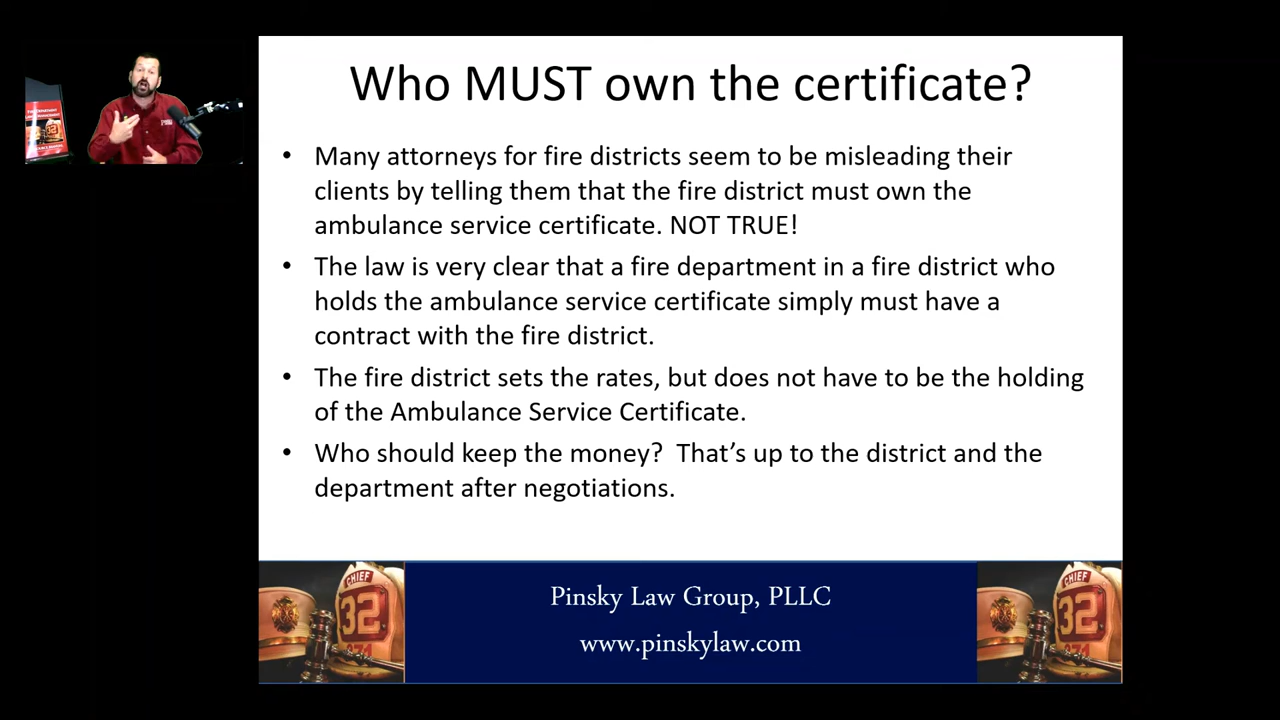 Who MUST own the certificate?
• Many attorneys for fire districts seem to be misleading their
clients by telling them that the fire district must own the
ambulance service certificate. NOT TRUE!
• The law is very clear that a fire department in a fire district who
holds the ambulance service certificate simply must have a
contract with the fire district.
• The fire district sets the rates, but does not have to be the holding
of the Ambulance Service Certificate.
• Who should keep the money?  That’s up to the district and the
department after negotiations.
CHIEF
32
Pinsky Law Group, PLLC
www.pinskylaw.com
CHIEF
32